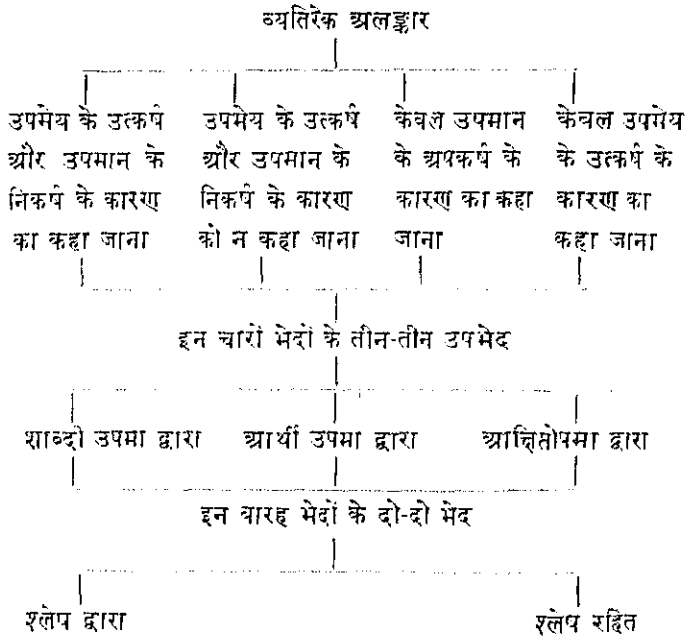 व्यतिरेक अलङ्कार
उपमेय के उत्कर्ष और उपमान के निकर्ष के कारण का कहा जाना
उपमेय के उत्कर्ष और उपमान के निकर्ष के कारण को न कहा जाना
केवल उपमान के अपकर्ष के कारण का कहा जाना
केवल उपमेय के उत्कर्ष के कारण का कहा जाना
इन चारों भेदों के तीन-तीन उपभेद
शाब्दी उपमा द्वारा
आर्थी उपमा द्वारा
आक्षिप्तोपमा द्वारा
इन बारह भेदों के दो-दो भेद
श्लेष द्वारा
श्लेष रहित